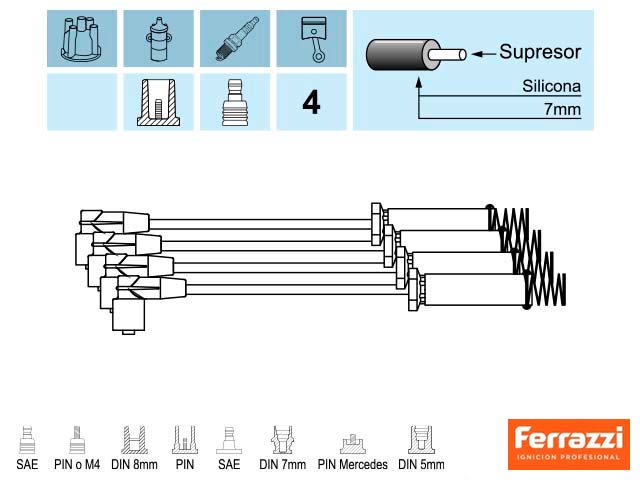 Supresor
Silicona
7mm
4
SAE PIN o M4 DIN 8mm PIN SAE DIN 7mm PIN Mercedes DIN 5mm
Ferrazzi
IGNICION PROFESIONAL